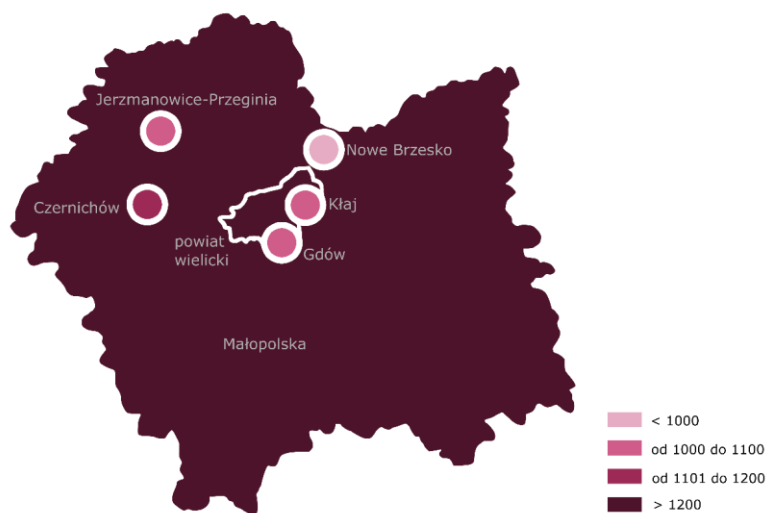 Jerzmanowice-Przeginia
Nowe Brzesko
Czernichów
Kłaj
powiat
wielicki
Gdów
Małopolska
< 1000
od 1000 do 1100
od 1101 do 1200
> 1200